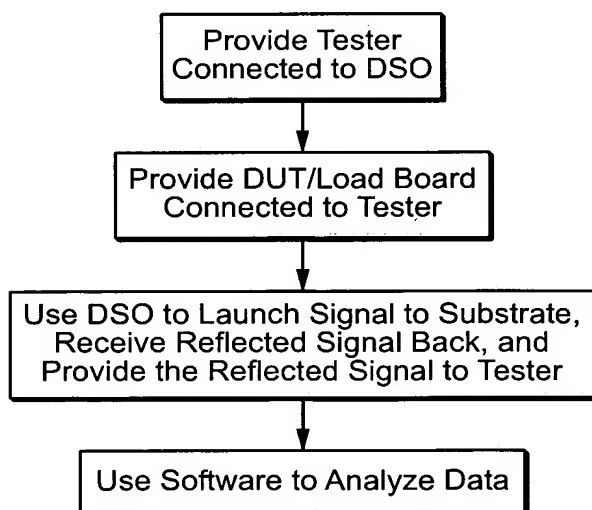 Provide Tester
Connected to DSO
Provide DUT/Load Board
Connected to Tester
Use DSO to Launch Signal to Substrate,
Receive Reflected Signal Back, and
Provide the Reflected Signal to Tester
Use Software to Analyze Data